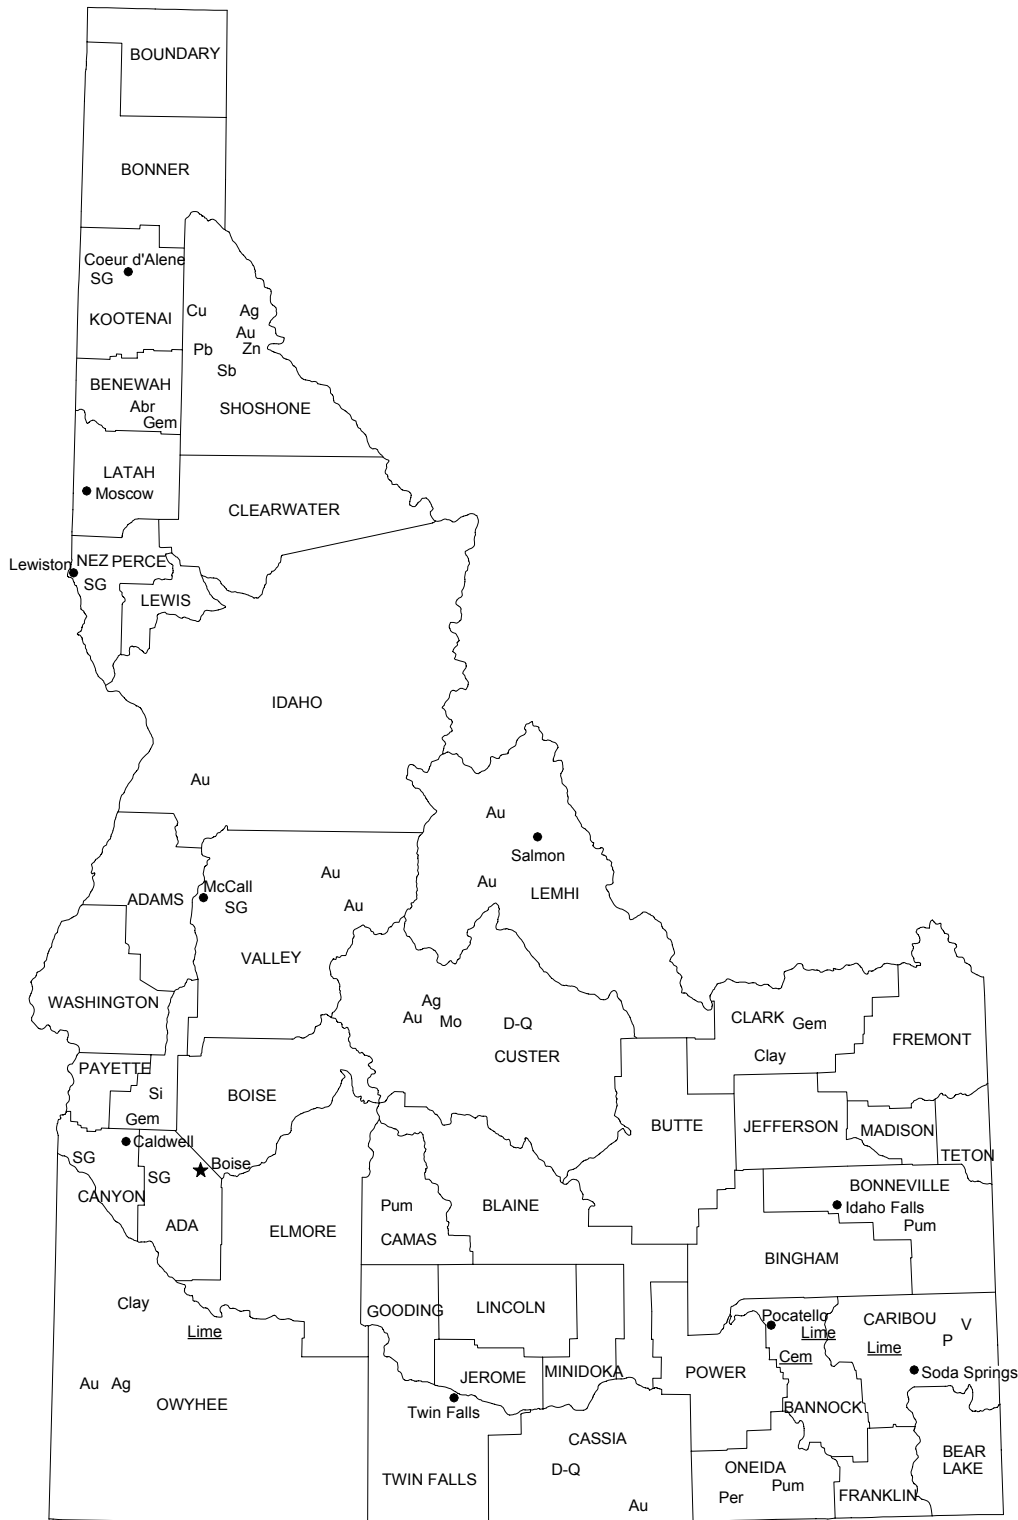 BOUNDARY
BONNER
Coeur d'Alene
SG
KOOTENAI
Cu
Ag
Au
Pb
Zn
Sb
BENEWAH
Abr
Gem
SHOSHONE
LATAH
Moscow
CLEARWATER
Lewiston
NEZ PERCE
SG
LEWIS
IDAHO
Au
Au
Salmon
Au
LEMHI
Au
McCall
ADAMS
SG
Au
VALLEY
WASHINGTON
Ag
Au
Mo
D-Q
CUSTER
CLARK
Gem
Clay
FREMONT
PAYETTE
Si
Gem
BOISE
BUTTE
JEFFERSON
MADISON
TETON
Caldwell
SG
SG
Boise
CANYON
ADA
ELMORE
Pum
CAMAS
BLAINE
BONNEVILLE
Idaho Falls
Pum
BINGHAM
Clay
Lime
GOODING
LINCOLN
Pocatello
Lime
Cem
CARIBOU
V
P
Lime
Soda Springs
Au
Ag
OWYHEE
JEROME
MINIDOKA
POWER
Twin Falls
BANNOCK
CASSIA
D-Q
Au
TWIN FALLS
ONEIDA
Pum
Per
FRANKLIN
BEAR
LAKE